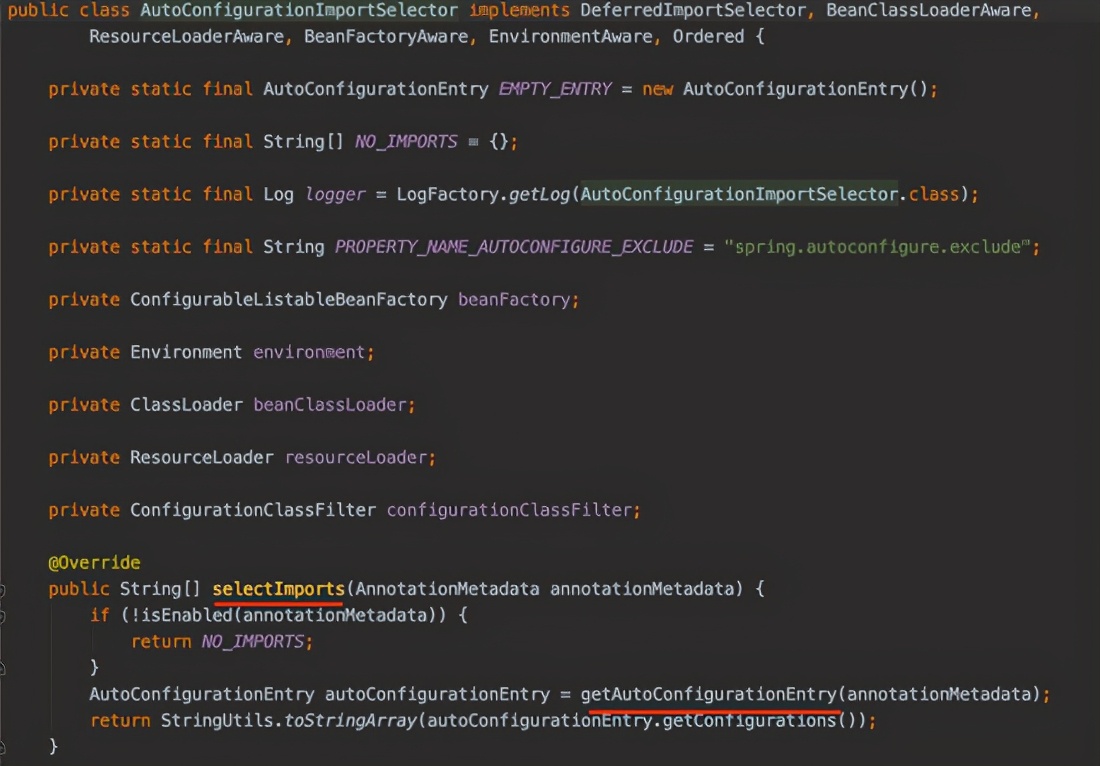 public class AutoConfigurationImportSelector implements DeferredImportSelector, BeanClassLoaderAware,
ResourceLoaderAware, BeanFactoryAware, EnvironmentAware, Ordered {
private static final AutoConfigurationEntry EMPTY_ENTRY = new AutoConfigurationEntry();
private static final String[] NO_IMPORTS = {};
private static final Log logger = LogFactory.getLog(AutoConfigurationImportSelector.class);
private static final String PROPERTY_NAME_AUTOCONFIGURE_EXCLUDE = "spring.autoconfigure.exclude";
private ConfigurableListableBeanFactory beanFactory;
private Environment environment;
private ClassLoader beanClassLoader;
private ResourceLoader resourceLoader;
private ConfigurationClassFilter configurationClassFilter;
@Override
public String[] selectImports(AnnotationMetadata annotationMetadata) {
if (!isEnabled(annotationMetadata)) {
return NO_IMPORTS;
}
AutoConfigurationEntry autoConfigurationEntry = getAutoConfigurationEntry(annotationMetadata);
return StringUtils.toStringArray(autoConfigurationEntry.getConfigurations());
}